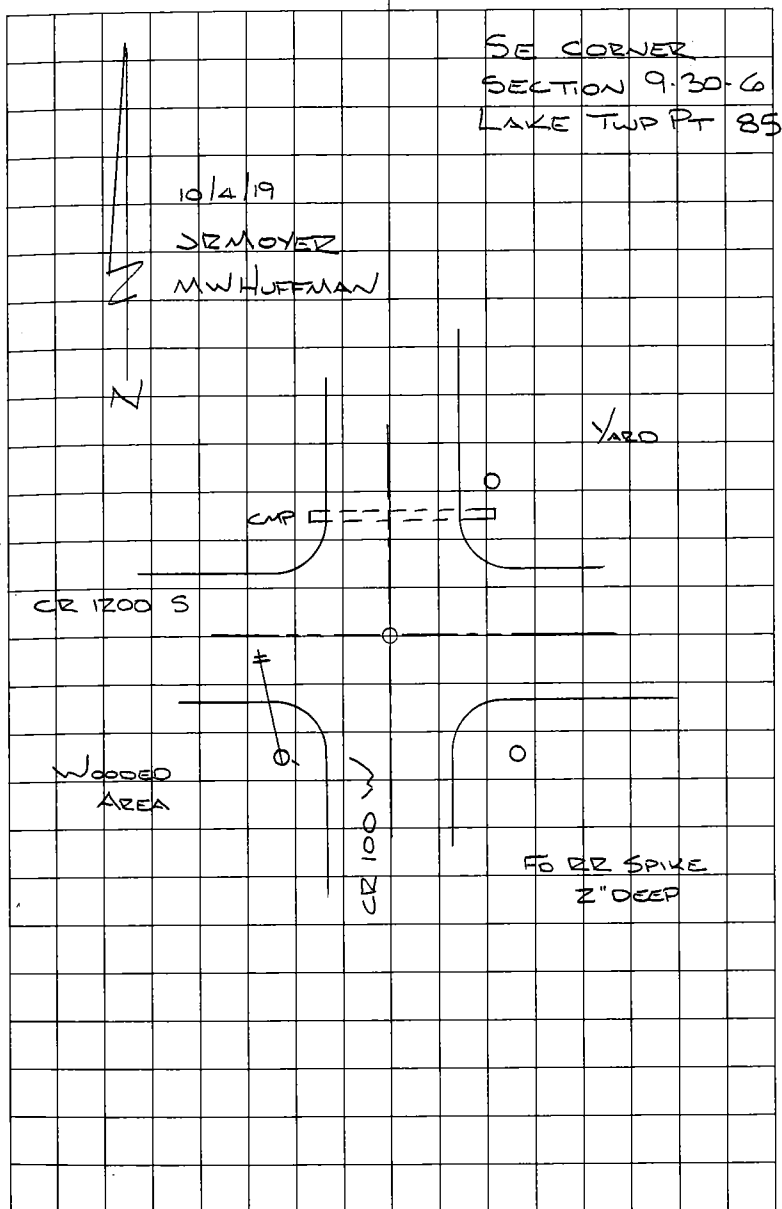 SE CORNER
SECTION 9-30-6
LAKE TWP PT 85
10/4/19
JRMOYER
MWHUFFMAN
N
YARD
CMP
CR 1200 S
WOODED
AREA
CR 100 W
FD RR SPIKE
2" DEEP